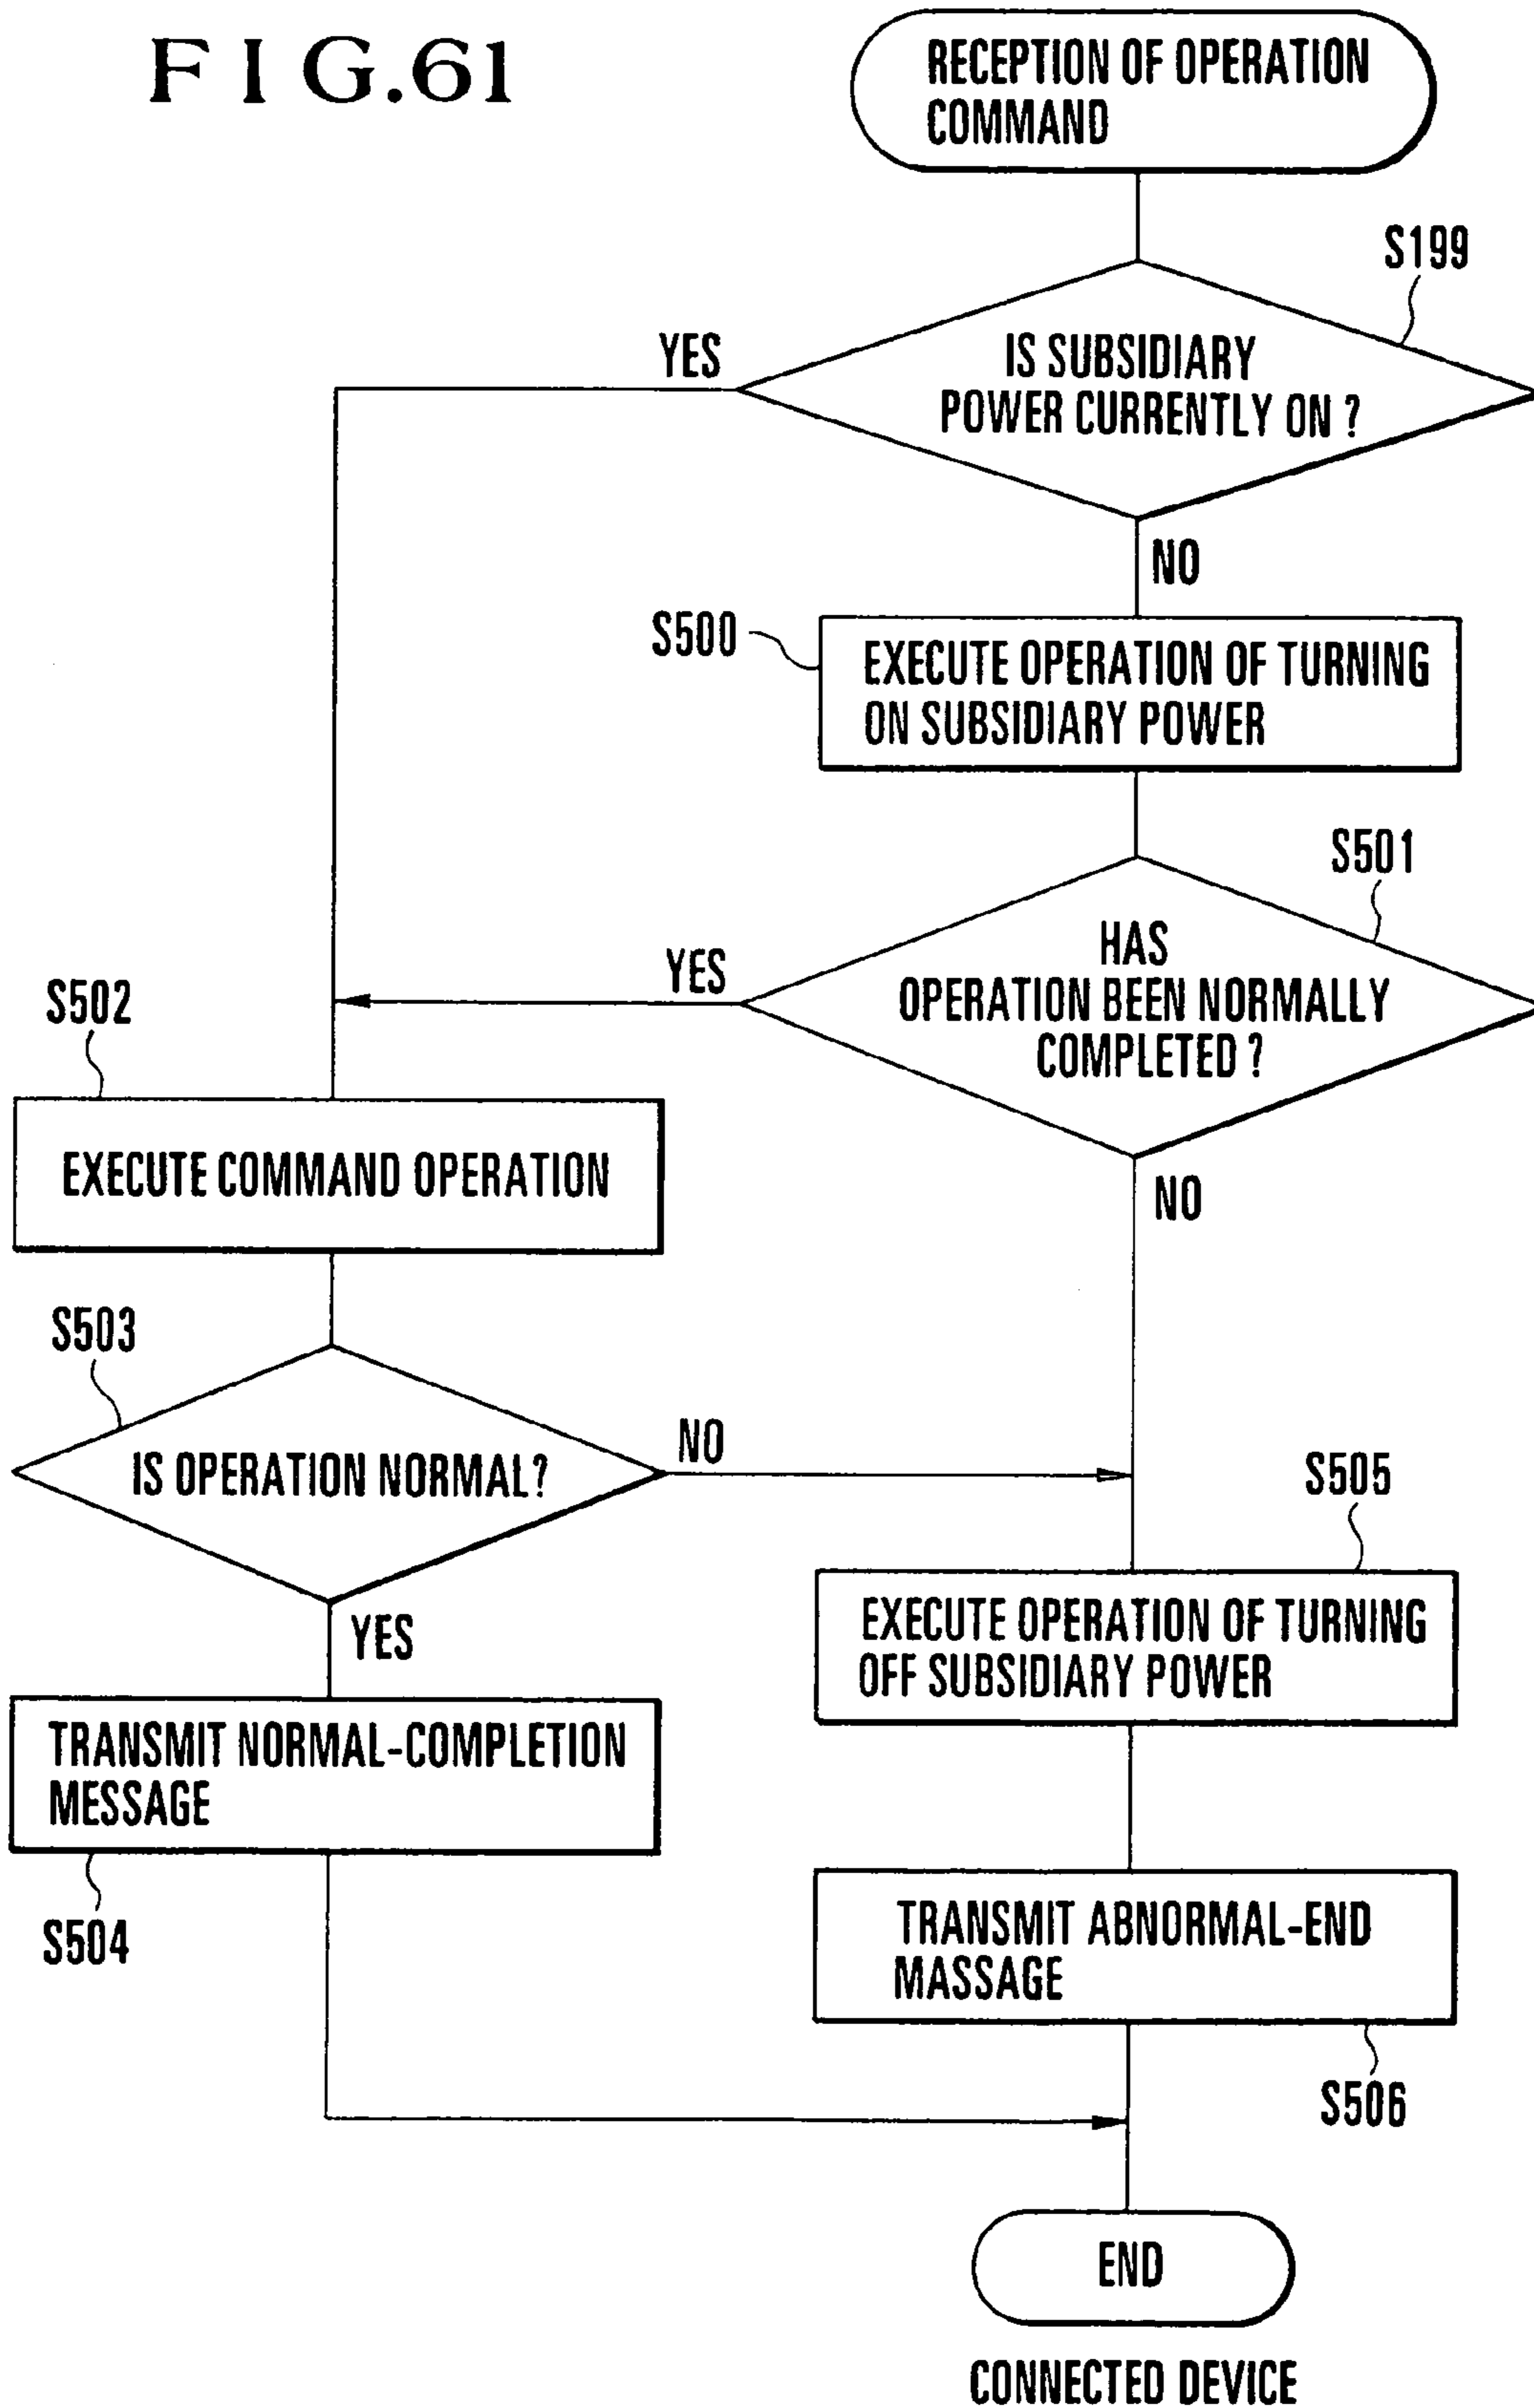 FIG.61
RECEPTION OF OPERATION
COMMAND
S199
YES
IS SUBSIDIARY
POWER CURRENTLY ON ?
NO
S500
EXECUTE OPERATION OF TURNING
ON SUBSIDIARY POWER
S501
YES
HAS
OPERATION BEEN NORMALLY
COMPLETED ?
NO
S502
EXECUTE COMMAND OPERATION
S503
IS OPERATION NORMAL?
NO
YES
S505
EXECUTE OPERATION OF TURNING
OFF SUBSIDIARY POWER
TRANSMIT NORMAL-COMPLETION
MESSAGE
S504
TRANSMIT ABNORMAL-END
MASSAGE
S506
END
CONNECTED DEVICE